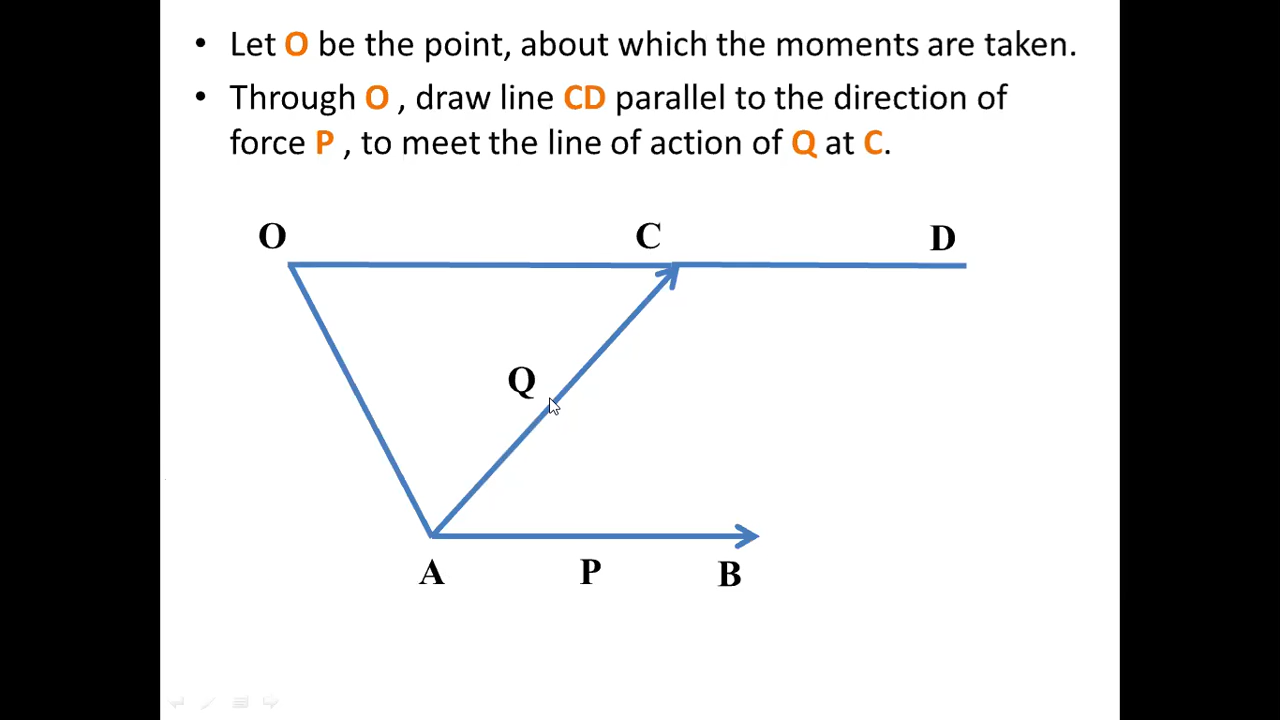 • Let O be the point, about which the moments are taken.
• Through O , draw line CD parallel to the direction of
force P , to meet the line of action of Q at C.
O C D
Q
A P B